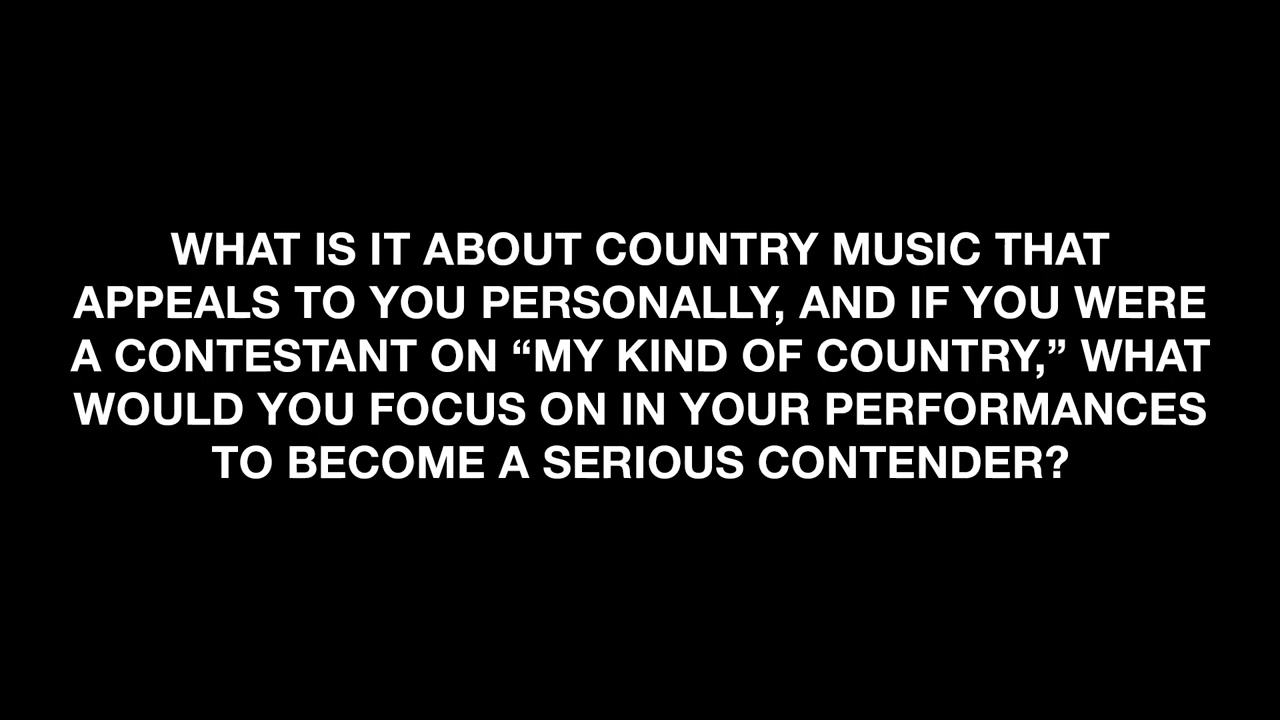 WHAT IS IT ABOUT COUNTRY MUSIC THAT
APPEALS TO YOU PERSONALLY, AND IF YOU WERE
A CONTESTANT ON “MY KIND OF COUNTRY,” WHAT
WOULD YOU FOCUS ON IN YOUR PERFORMANCES
TO BECOME A SERIOUS CONTENDER?